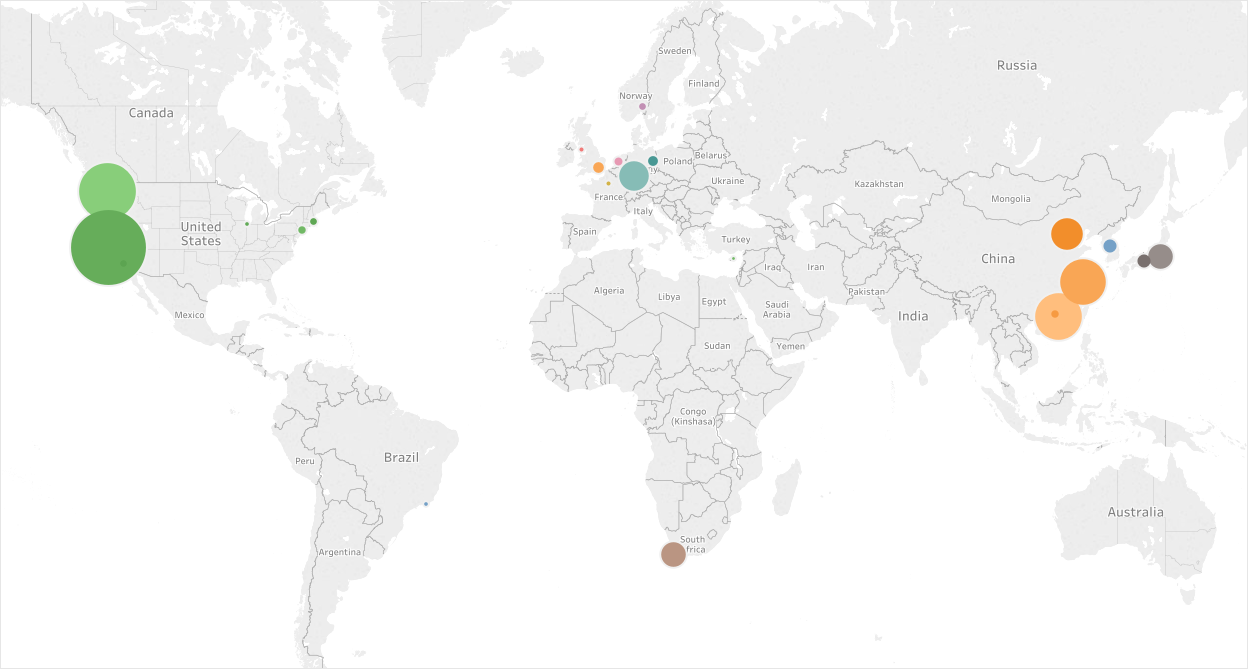 Sweden
Russia
Finland
Norway
Canada
Poland
Belarus
Ukraine
Kazakhstan
France
Mongolia
Italy
United
States
Spain
Turkey
China
Iraq
Iran
Algeria
Libya
Egypt
Pakistan
Saudi
Arabia
Mexico
India
Sudan
Yemen
Congo
(Kinshasa)
Brazil
Peru
Australia
South
frica
Argentina